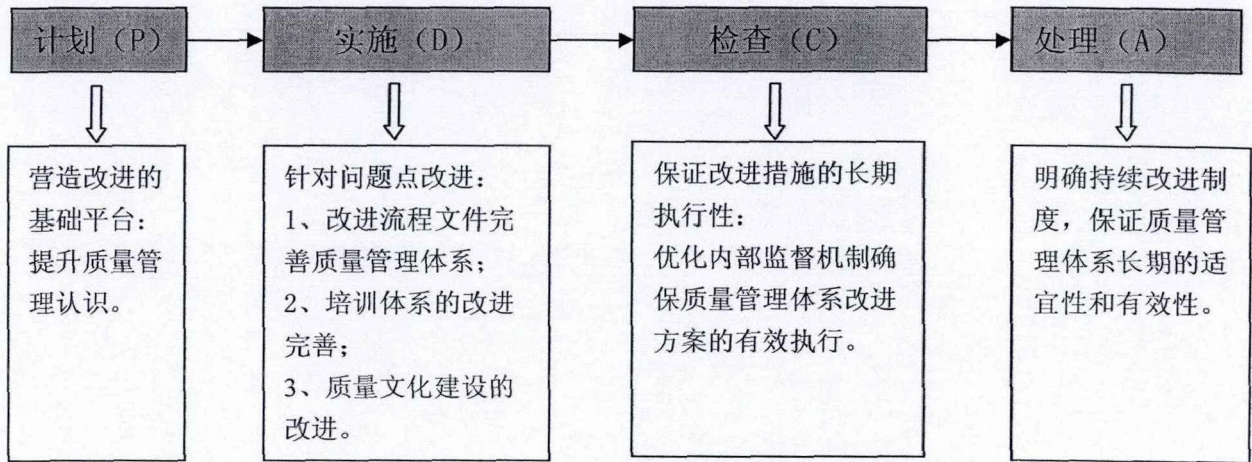 计划（P）
实施（D）
检查（C）
处理（A）
营造改进的
基础平台：
提升质量管
理认识。
针对问题点改进：
1、改进流程文件完
善质量管理体系；
2、培训体系的改进
完善；
3、质量文化建设的
改进。
保证改进措施的长期
执行性：
优化内部监督机制确
保质量管理体系改进
方案的有效执行。
明确持续改进制
度，保证质量管
理体系长期的适
宜性和有效性。